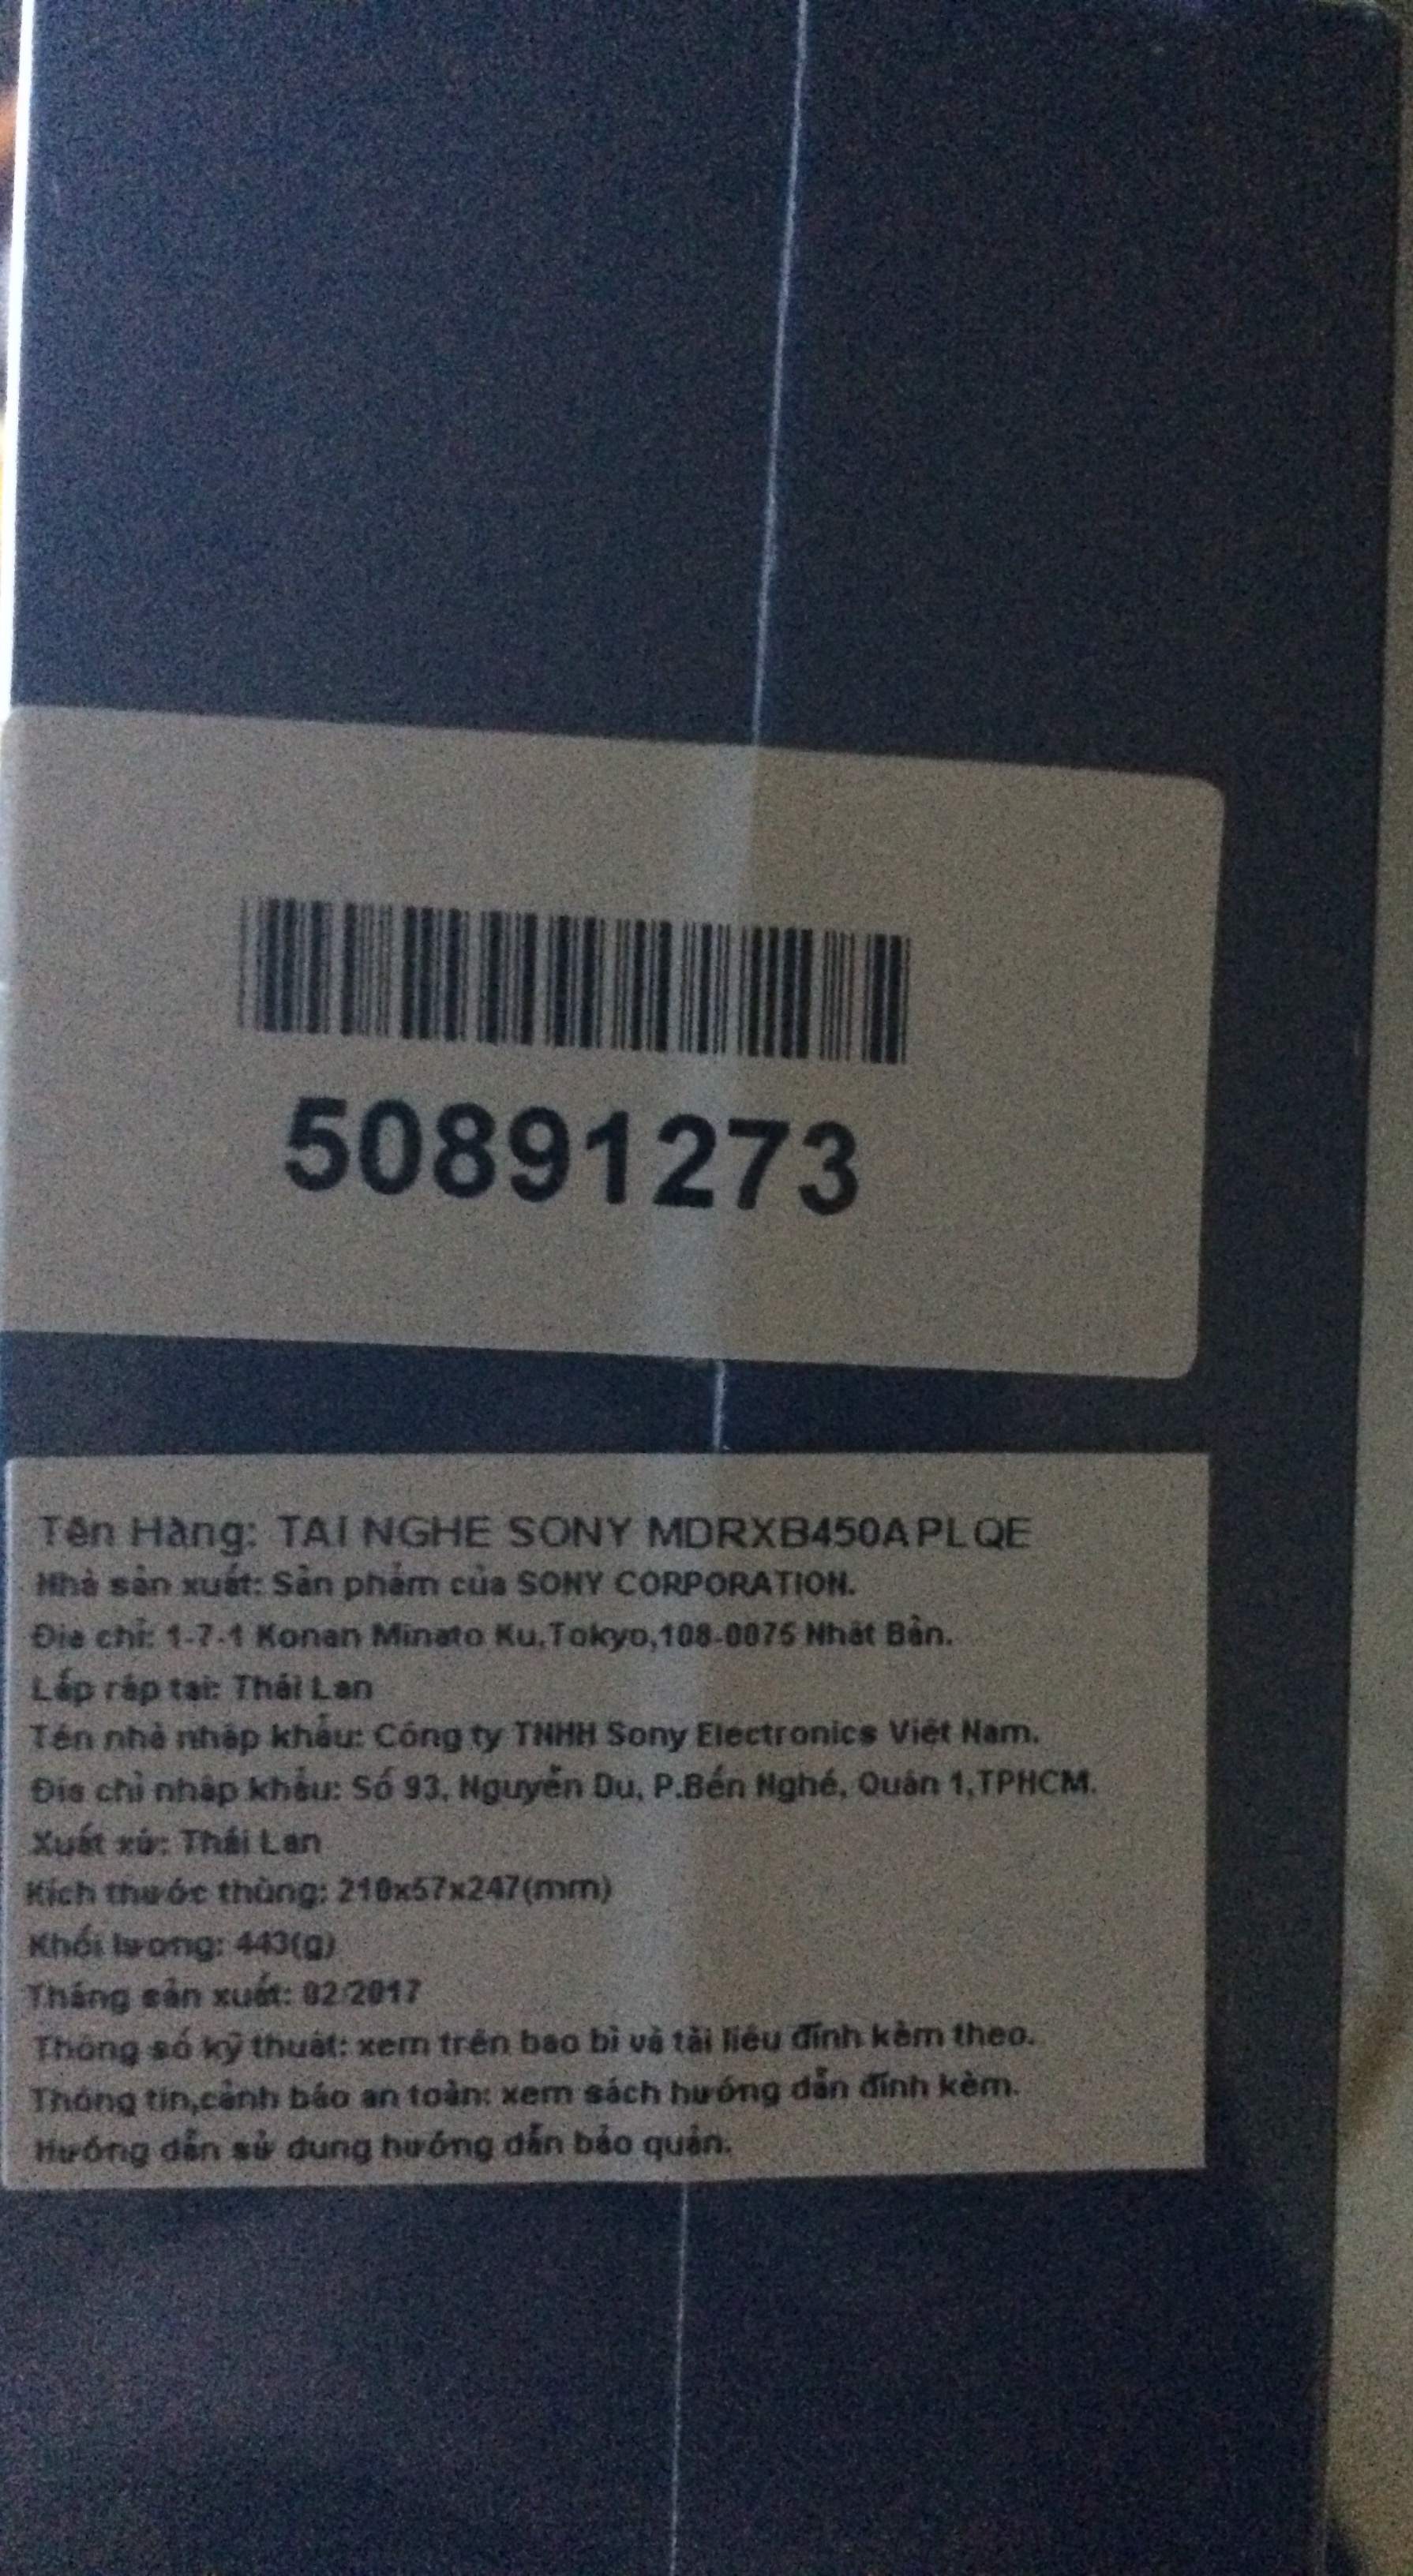 50891273
Tên Hàng: TAI NGHE SONY MDRXB450APLQE
Nhà sản xuất: Sản phẩm của SONY CORPORATION.
Địa chỉ: 1-7-1 Konan Minato Ku,Tokyo,108-0075 Nhật Bản.
Lắp ráp tại: Thái Lan
Tên nhà nhập khẩu: Công ty TNHH Sony Electronics Việt Nam.
Địa chỉ nhập khẩu: Số 93, Nguyễn Du, P.Bến Nghé, Quận 1,TPHCM.
Xuất xứ: Thái Lan
Kích thước thùng: 210x57x247(mm)
Khối lượng: 443(g)
Tháng sản xuất: 02/2017
Thông số kỹ thuật: xem trên bao bì và tài liệu đính kèm theo.
Thông tin,cảnh báo an toàn: xem sách hướng dẫn đính kèm.
Hướng dẫn sử dụng hướng dẫn bảo quản.